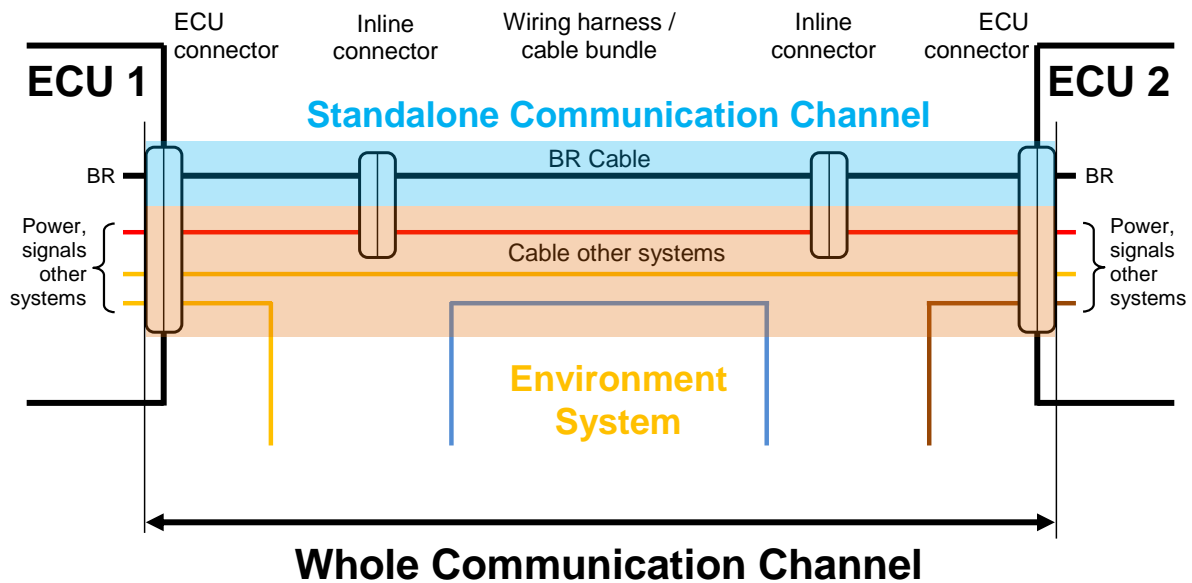 ECU
connector
Inline
connector
Wiring harness /
cable bundle
Inline
connector
ECU
connector
ECU 1
ECU 2
Standalone Communication Channel
BR Cable
BR
BR
Power,
signals
other
systems
Cable other systems
Power,
signals
other
systems
Environment
System
Whole Communication Channel